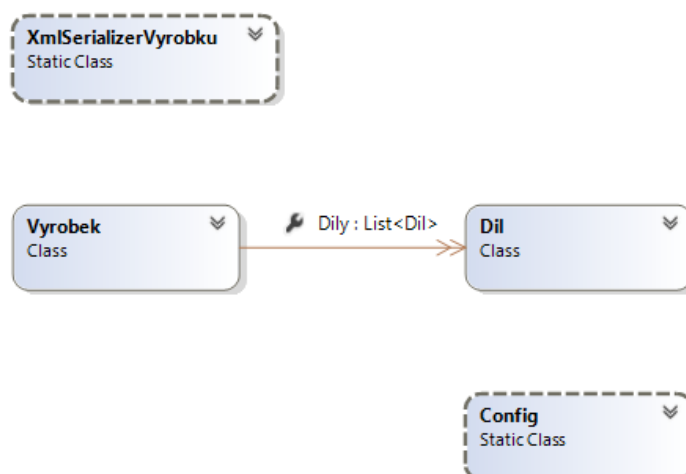 XmlSerializerVyrobku
Static Class
Vyrobek
Class
Dily : List<Dil>
Dil
Class
Config
Static Class